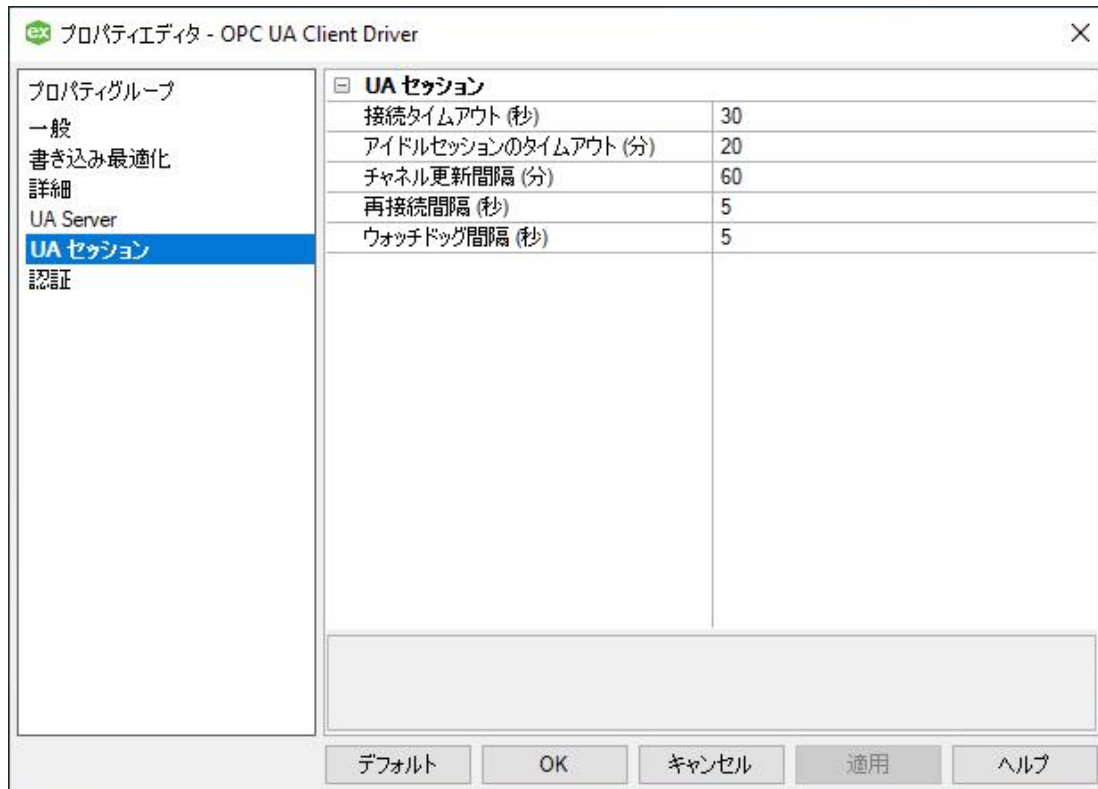 ex プロパティエディタ - OPC UA Client Driver
プロパティグループ
一般
書き込み最適化
詳細
UA Server
UA セッション
認証
UA セッション
接続タイムアウト (秒) 30
アイドルセッションのタイムアウト (分) 20
チャネル更新間隔 (分) 60
再接続間隔 (秒) 5
ウォッチドッグ間隔 (秒) 5
デフォルト OK キャンセル 適用 ヘルプ